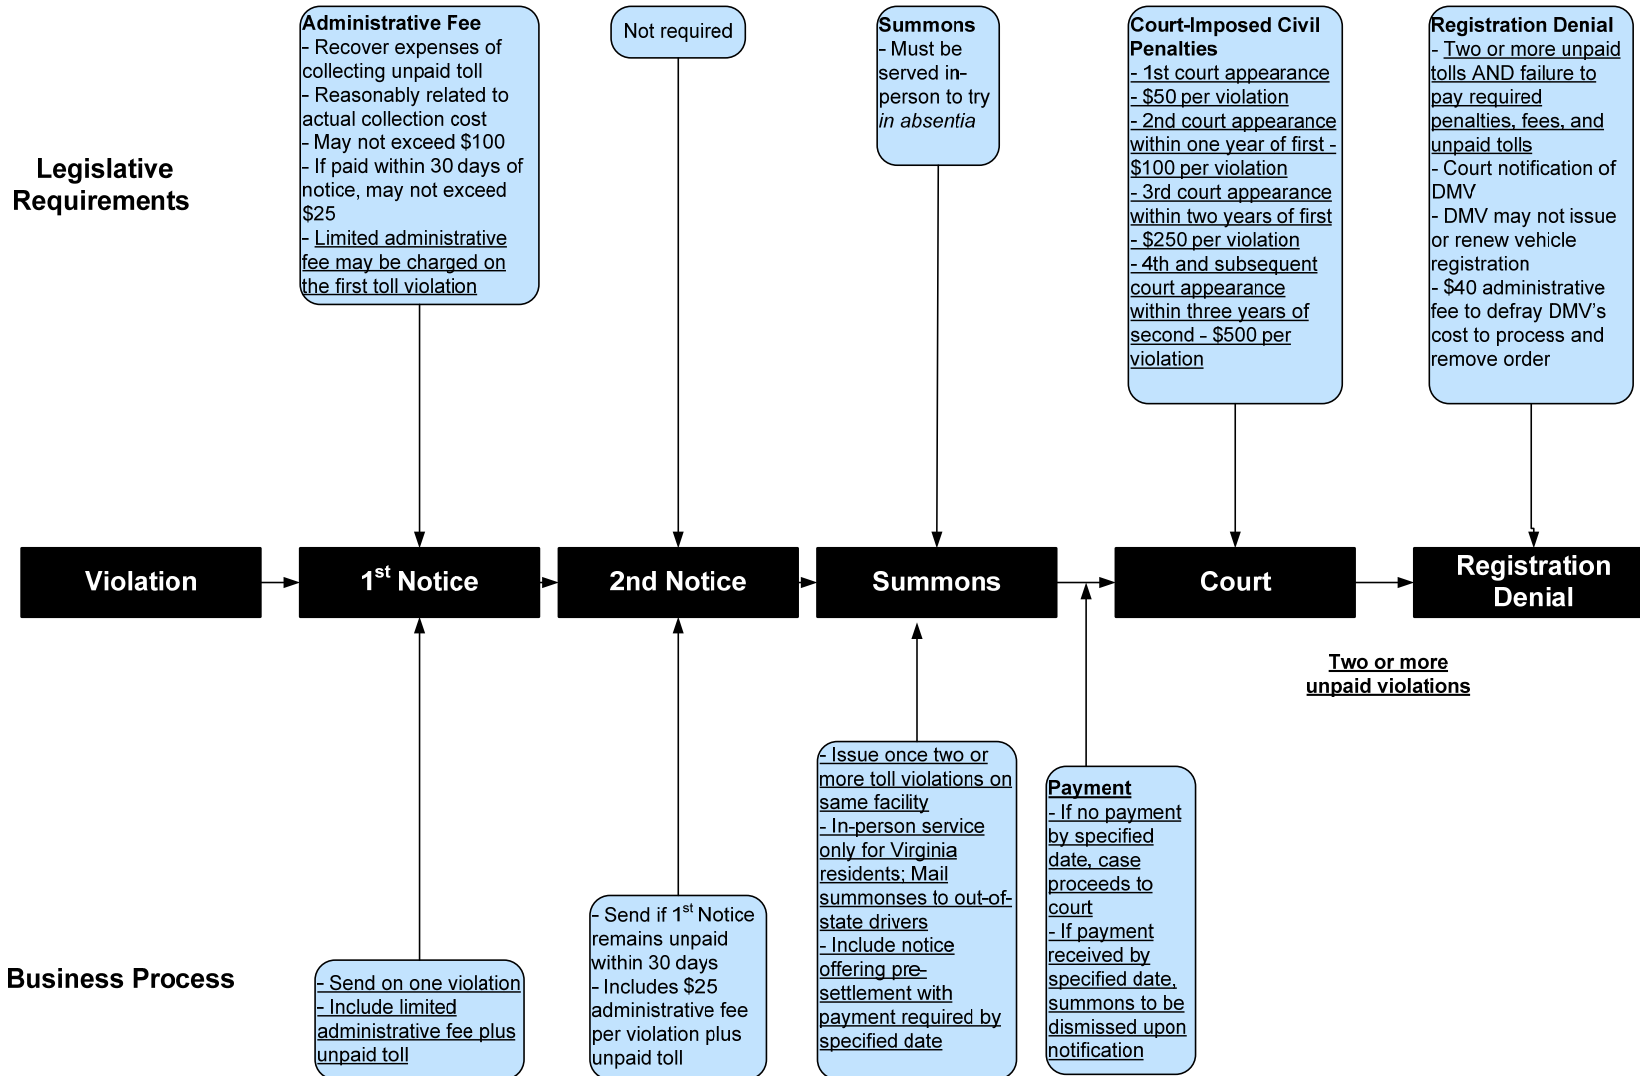 Administrative Fee
- Recover expenses of
collecting unpaid toll
- Reasonably related to
actual collection cost
- May not exceed $100
- If paid within 30 days of
notice, may not exceed
$25
- Limited administrative
fee may be charged on
the first toll violation
Not required
Summons
- Must be
served in-
person to try
in absentia
Court-Imposed Civil
Penalties
- 1st court appearance
- $50 per violation
- 2nd court appearance
within one year of first -
$100 per violation
- 3rd court appearance
within two years of first
- $250 per violation
- 4th and subsequent
court appearance
within three years of
second - $500 per
violation
Registration Denial
- Two or more unpaid
tolls AND failure to
pay required
penalties, fees, and
unpaid tolls
- Court notification of
DMV
- DMV may not issue
or renew vehicle
registration
- $40 administrative
fee to defray DMV's
cost to process and
remove order
Legislative
Requirements
Violation
1st Notice
2nd Notice
Summons
Court
Registration
Denial
Two or more
unpaid violations
Business Process
- Send on one violation
- Include limited
administrative fee plus
unpaid toll
- Send if 1st Notice
remains unpaid
within 30 days
- Includes $25
administrative fee
per violation plus
unpaid toll
- Issue once two or
more toll violations on
same facility
- In-person service
only for Virginia
residents; Mail
summonses to out-of-
state drivers
- Include notice
offering pre-
settlement with
payment required by
specified date
Payment
- If no payment
by specified
date, case
proceeds to
court
- If payment
received by
specified date,
summons to be
dismissed upon
notification